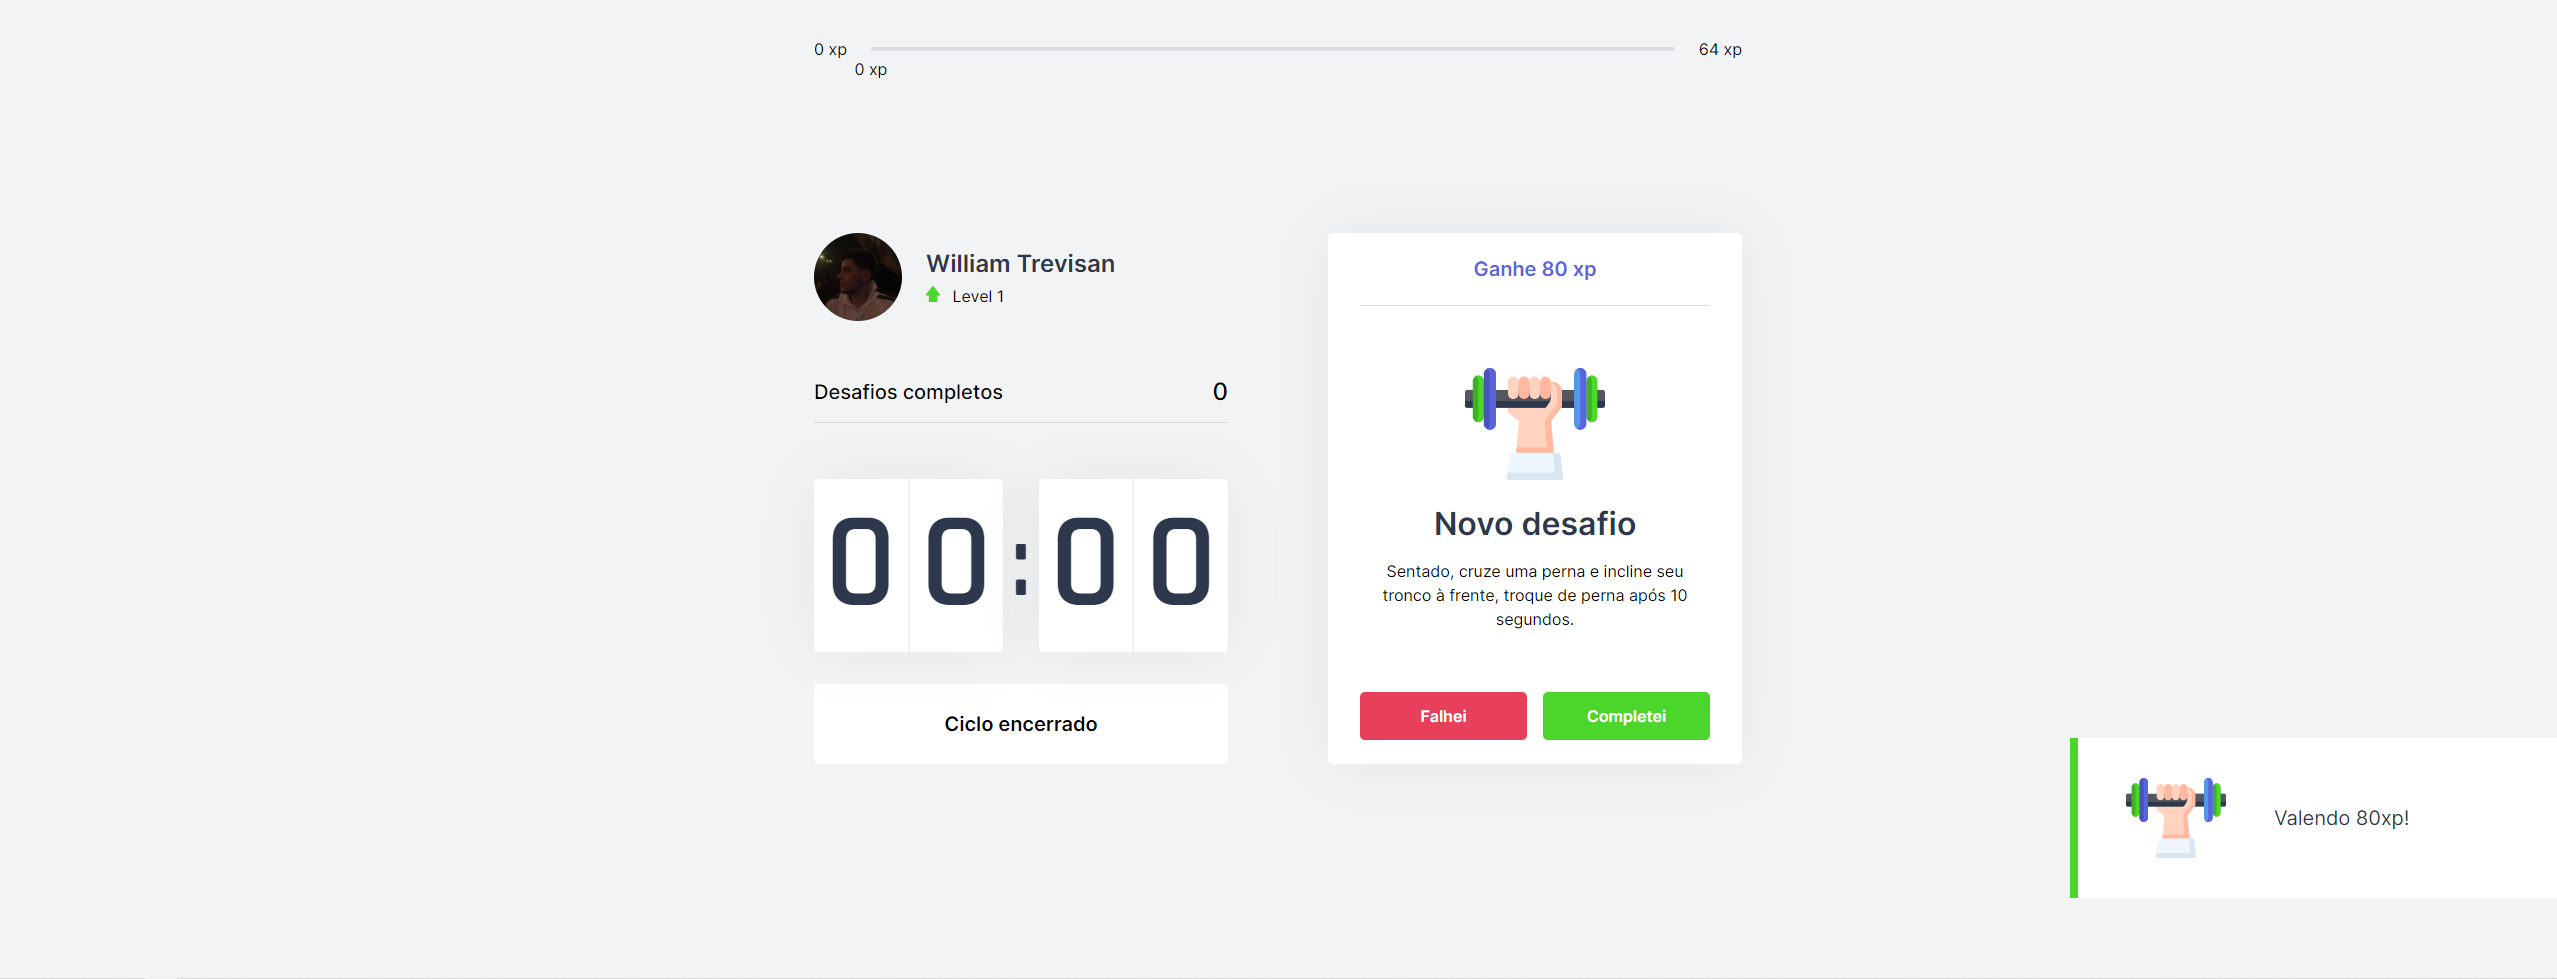 0 xp
64 xp
0 xp
William Trevisan
Level 1
Desafios completos
0
00:00
Ciclo encerrado
Ganhe 80 xp
Novo desafio
Sentado, cruze uma perna e incline seu
tronco à frente, troque de perna após 10
segundos.
Falhei
Completei
Valendo 80xp!